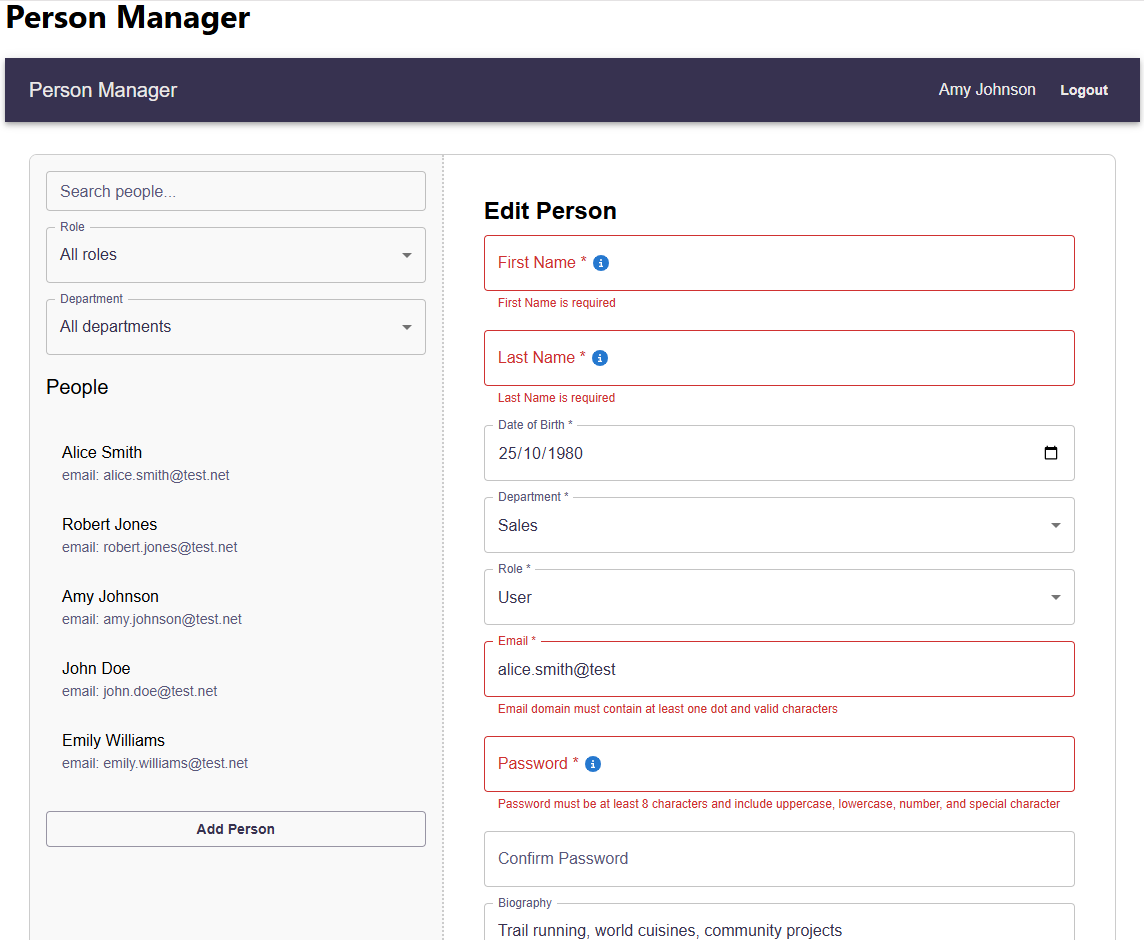 Person Manager
Person Manager
Amy Johnson
Logout
Search people...
Role
All roles
Department
All departments
People
Alice Smith
email: alice.smith@test.net
Robert Jones
email: robert.jones@test.net
Amy Johnson
email: amy.johnson@test.net
John Doe
email: john.doe@test.net
Emily Williams
email: emily.williams@test.net
Add Person
Edit Person
First Name *
First Name is required
Last Name *
Last Name is required
Date of Birth *
25/10/1980
Department *
Sales
Role *
User
Email *
alice.smith@test
Email domain must contain at least one dot and valid characters
Password *
Password must be at least 8 characters and include uppercase, lowercase, number, and special character
Confirm Password
Biography
Trail running, world cuisines, community projects